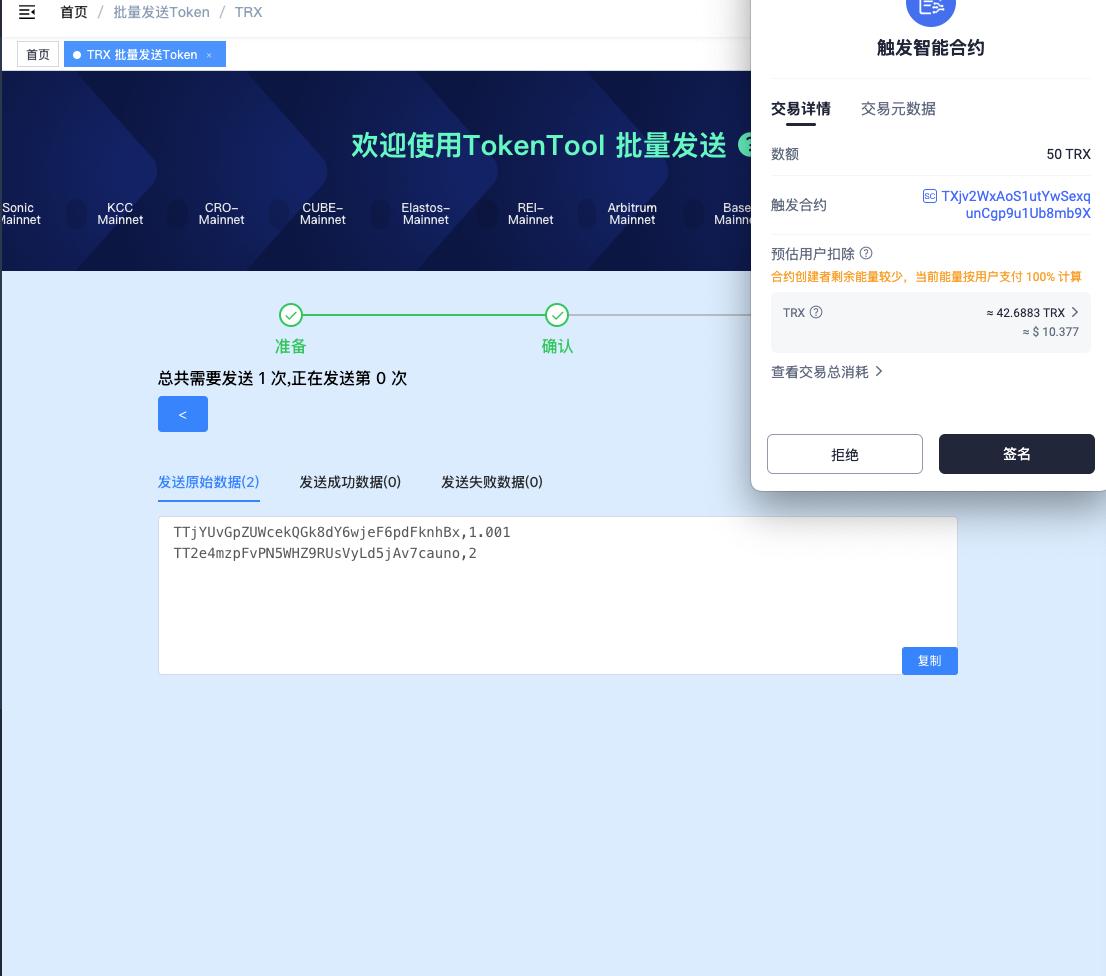 首页 / 批量发送Token / TRX
首页
TRX 批量发送Token ×
欢迎使用TokenTool 批量发送
Sonic
Mainnet
KCC
Mainnet
CRO-
Mainnet
CUBE-
Mainnet
Elastos-
Mainnet
REI-
Mainnet
Arbitrum
Mainnet
Base
准备
确认
总共需要发送 1 次,正在发送第 0 次
<
发送原始数据(2)
发送成功数据(0)
发送失败数据(0)
TTjYUvGpZUWcekQGk8dY6wjeF6pdFknhBx,1.001
TT2e4mzpFvPN5WHZ9RUsVyLd5jAv7cauno,2
复制
触发智能合约
交易详情
交易元数据
数额
50 TRX
触发合约
SC TXjv2WxAoS1utYwSexq
unCgp9u1Ub8mb9X
预估用户扣除 ?
合约创建者剩余能量较少，当前能量按用户支付 100% 计算
TRX ?
≈ 42.6883 TRX >
≈ $ 10.377
查看交易总消耗 >
拒绝
签名